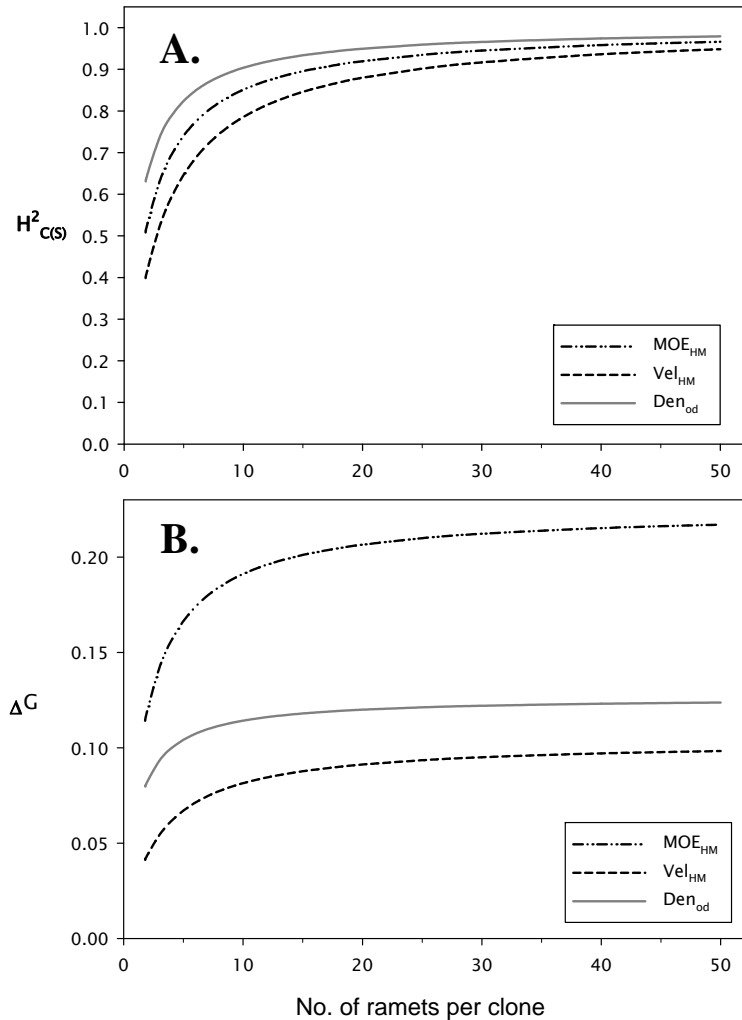 A.
1.0
0.9
0.8
0.7
0.6
0.5
0.4
0.3
0.2
0.1
0.0
H²C(S)
MOEHM
VelHM
Denod
0 10 20 30 40 50
B.
0.20
0.15
0.10
0.05
0.00
ΔG
MOEHM
VelHM
Denod
0 10 20 30 40 50
No. of ramets per clone